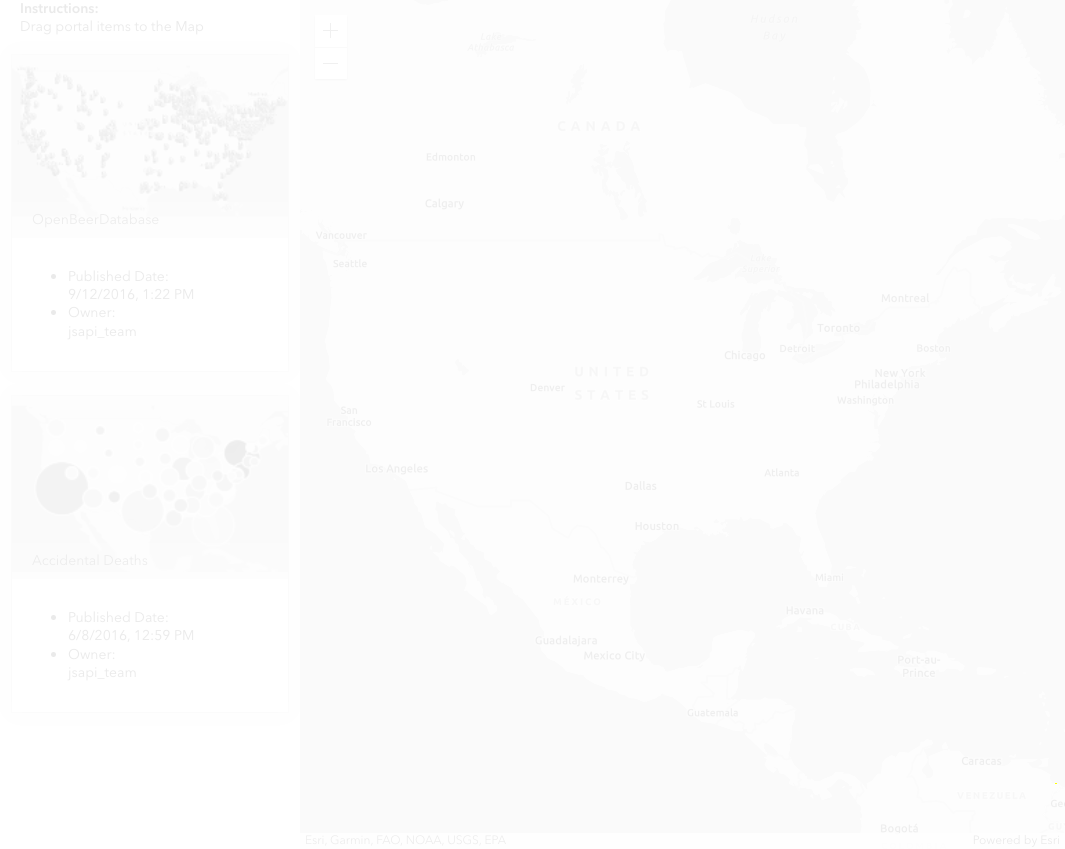 Instructions:
Drag portal items to the Map
OpenBeerDatabase
Published Date:
9/12/2016, 1:22 PM
Owner:
jsapi_team
Accidental Deaths
Published Date:
6/8/2016, 12:59 PM
Owner:
jsapi_team
+
−
CANADA
Edmonton
Calgary
Vancouver
Seattle
Montreal
Toronto
Chicago
Detroit
Boston
UNITED
STATES
New York
Philadelphia
Washington
Denver
St Louis
San
Francisco
Los Angeles
Atlanta
Dallas
Houston
Monterrey
Miami
MÉXICO
Havana
CUBA
Guadalajara
Mexico City
Port-au-
Prince
Guatemala
Caracas
VENEZUELA
Bogotá
Esri, Garmin, FAO, NOAA, USGS, EPA
Powered by Esri